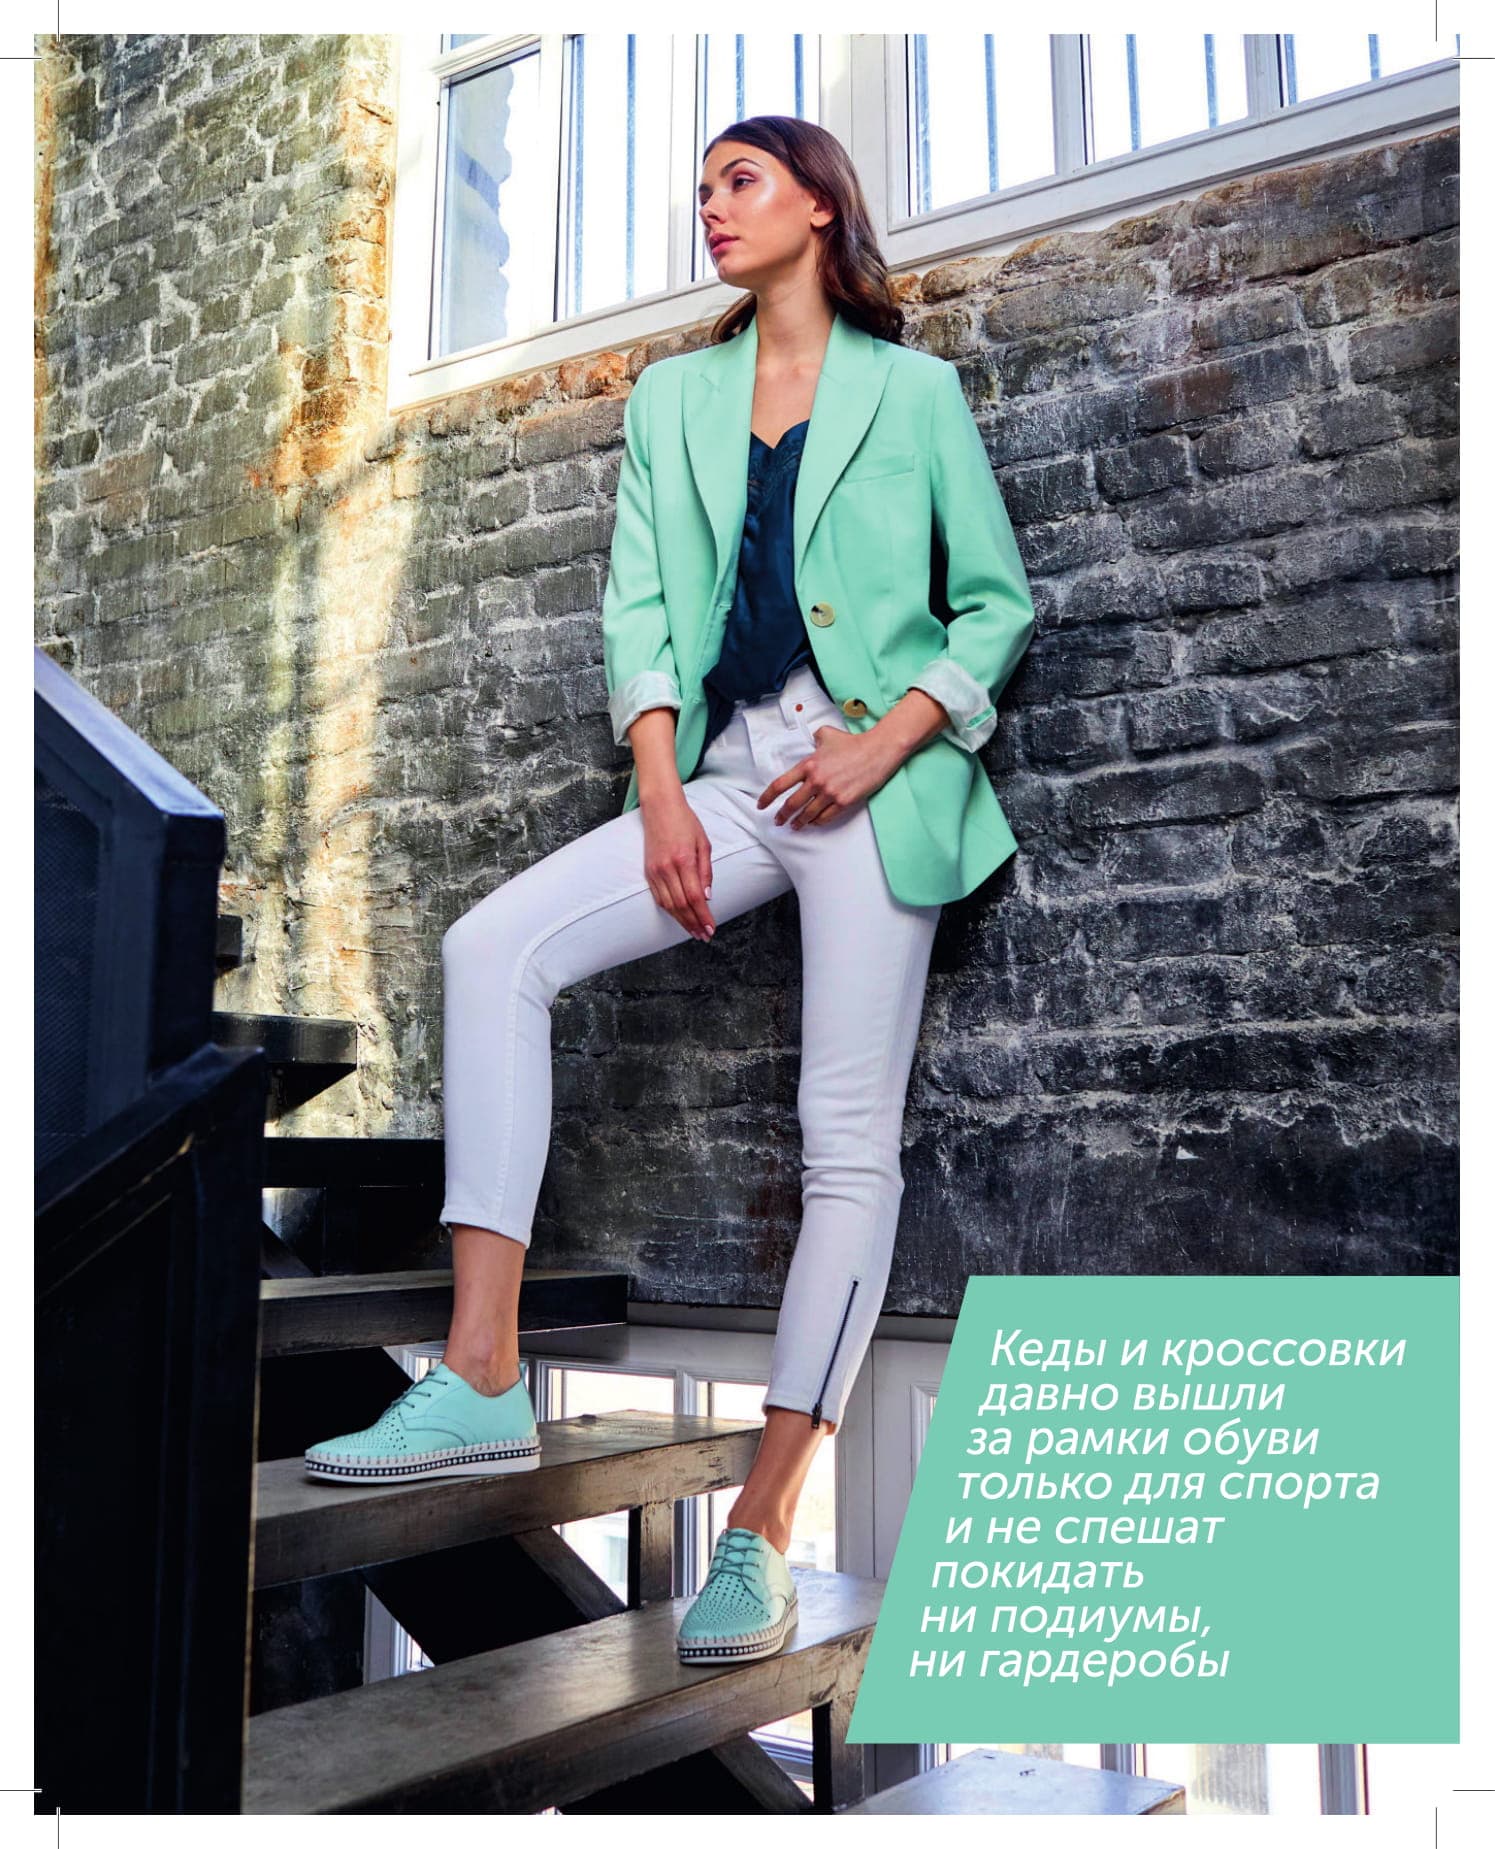 Кеды и кроссовки
давно вышли
за рамки обуви
только для спорта
и не спешат
покидать
ни подиумы,
ни гардеробы